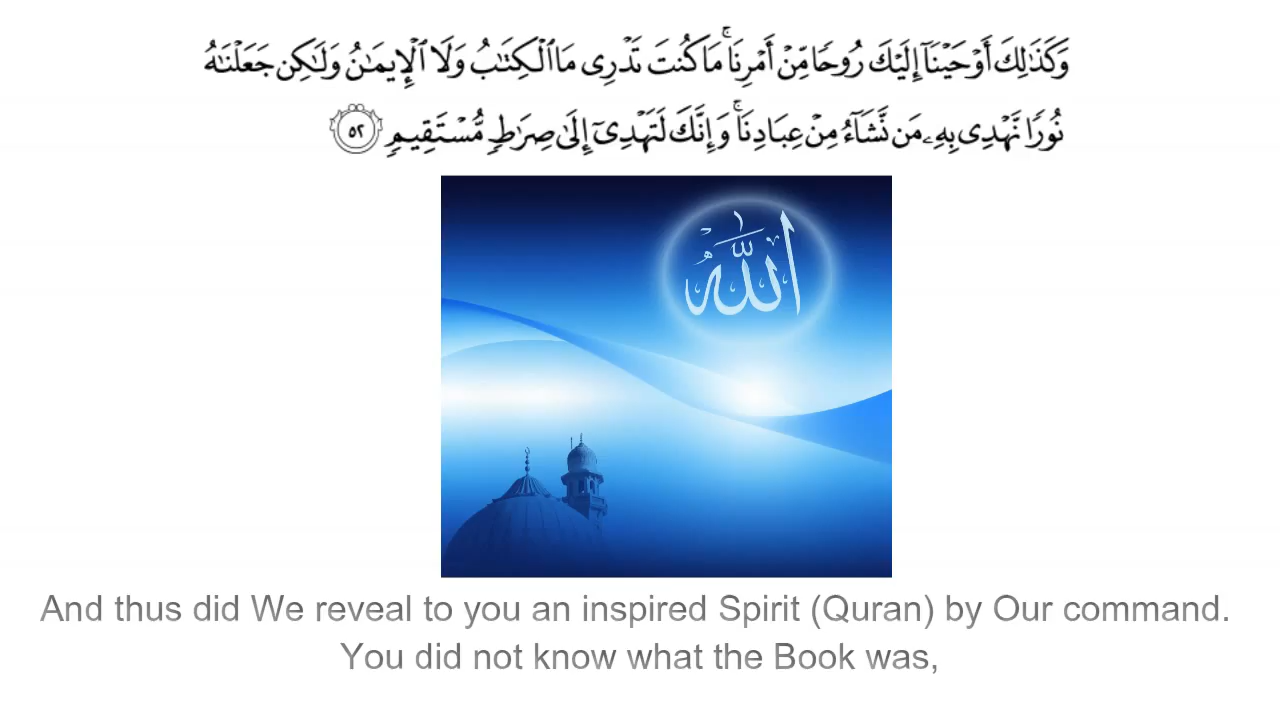 وَكَذَٰلِكَ أَوْحَيْنَآ إِلَيْكَ رُوحًا مِّنْ أَمْرِنَا ۚ مَا كُنتَ تَدْرِى مَا ٱلْكِتَٰبُ وَلَا ٱلْإِيمَٰنُ وَلَٰكِن جَعَلْنَٰهُ
نُورًا نَّهْدِى بِهِۦ مَن نَّشَآءُ مِنْ عِبَادِنَا ۚ وَإِنَّكَ لَتَهْدِىٓ إِلَىٰ صِرَٰطٍ مُّسْتَقِيمٍ ٥٢
الله
And thus did We reveal to you an inspired Spirit (Quran) by Our command.
You did not know what the Book was,